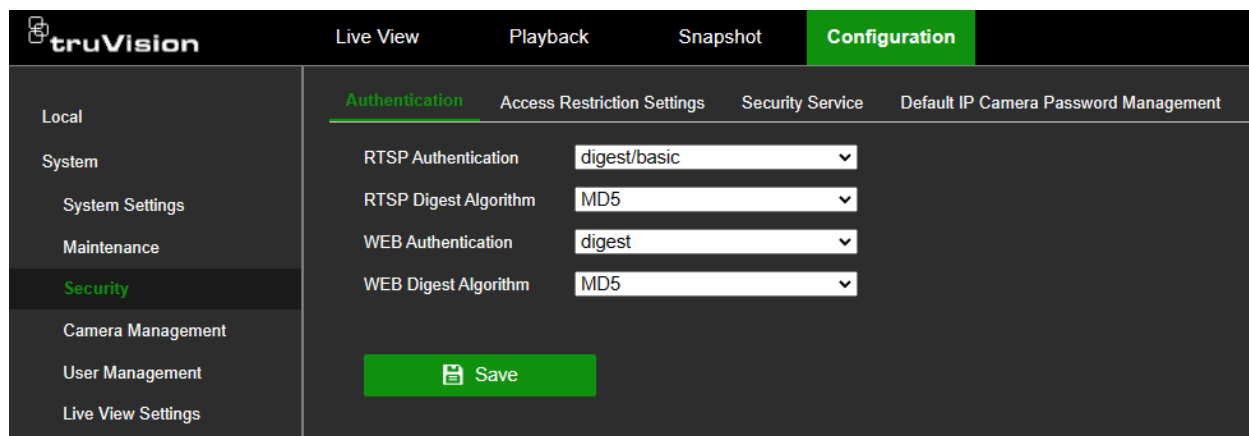 truVision Live View Playback Snapshot Configuration
Local
System
System Settings
Maintenance
Security
Camera Management
User Management
Live View Settings
Authentication Access Restriction Settings Security Service Default IP Camera Password Management
RTSP Authentication digest/basic
RTSP Digest Algorithm MD5
WEB Authentication digest
WEB Digest Algorithm MD5
Save